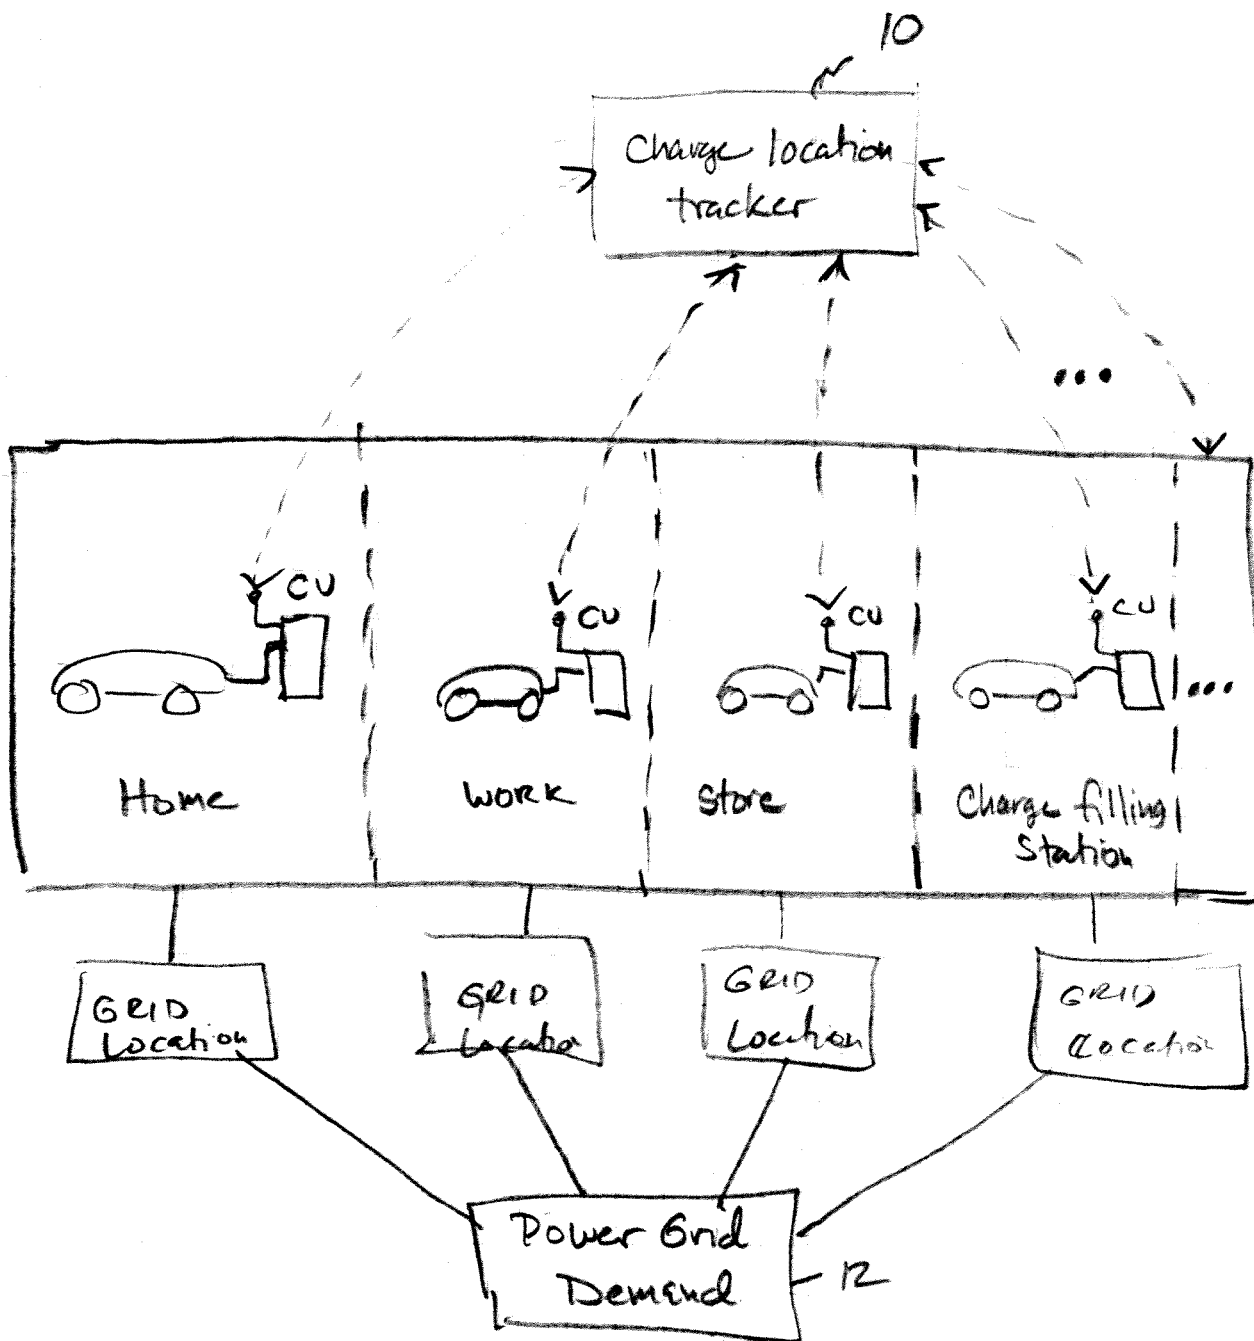 10
Charge location
tracker
...
CU
CU
CU
CU
...
Home
WORK
Store
Charge filling
Station
GRID
Location
GRID
Location
GRID
Location
GRID
Location
Power Grid
Demand
12